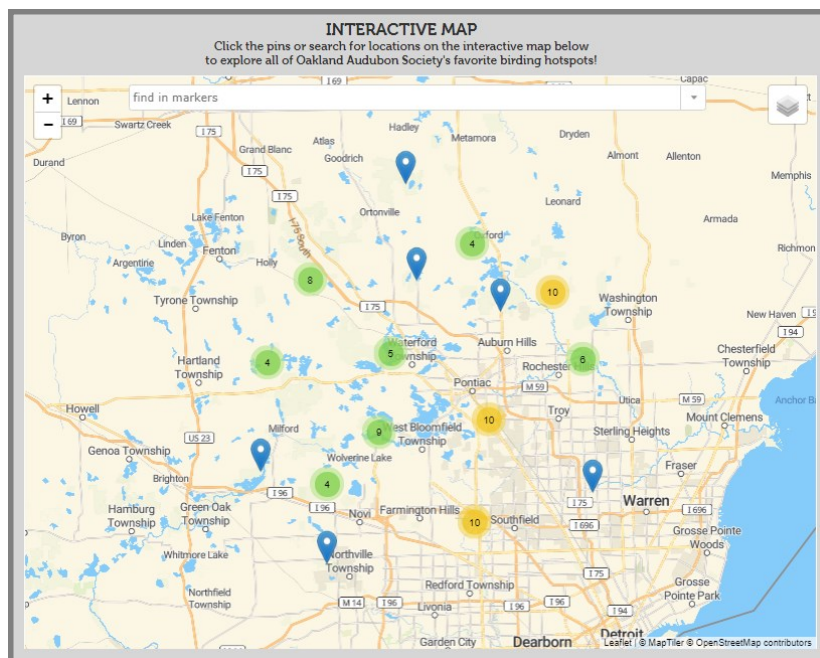 INTERACTIVE MAP
Click the pins or search for locations on the interactive map below
to explore all of Oakland Audubon Society's favorite birding hotspots!
I 69
Capac
+
find in markers
Lennon
−
I 69
Swartz Creek
I 75
Hadley
Atlas
Metamora
Dryden
Grand Blanc
Goodrich
Almont
Allenton
Durand
I 75
Memphis
Leonard
Ortonville
Armada
Lake Fenton
I-75 South
Byron
Linden
Fenton
4
Oxford
Richmon
Argentine
Holly
8
10
Tyrone Township
I 75
Washington
Township
New Haven
I 94
Hartland
Township
4
5
Waterford
Township
Auburn Hills
Rochester
6
Chesterfield
Township
Pontiac
M 59
M 59
Howell
Utica
Anchor Ba
Troy
10
Mount Clemens
Milford
9
West Bloomfield
Township
Sterling Heights
US 23
Genoa Township
Wolverine Lake
Fraser
Brighton
4
I 96
I 75
Warren
Hamburg
Township
Green Oak
Township
I 96
Novi
Farmington Hills
10
Southfield
I 696
I 696
Grosse Pointe
Woods
Whitmore Lake
Northville
Township
I 75
Northfield
Township
Redford Township
Grosse
Pointe Park
M 14
I 96
Livonia
I 96
I 96
I 94
Garden City
Dearborn
Detroit
Leaflet | © MapTiler © OpenStreetMap contributors